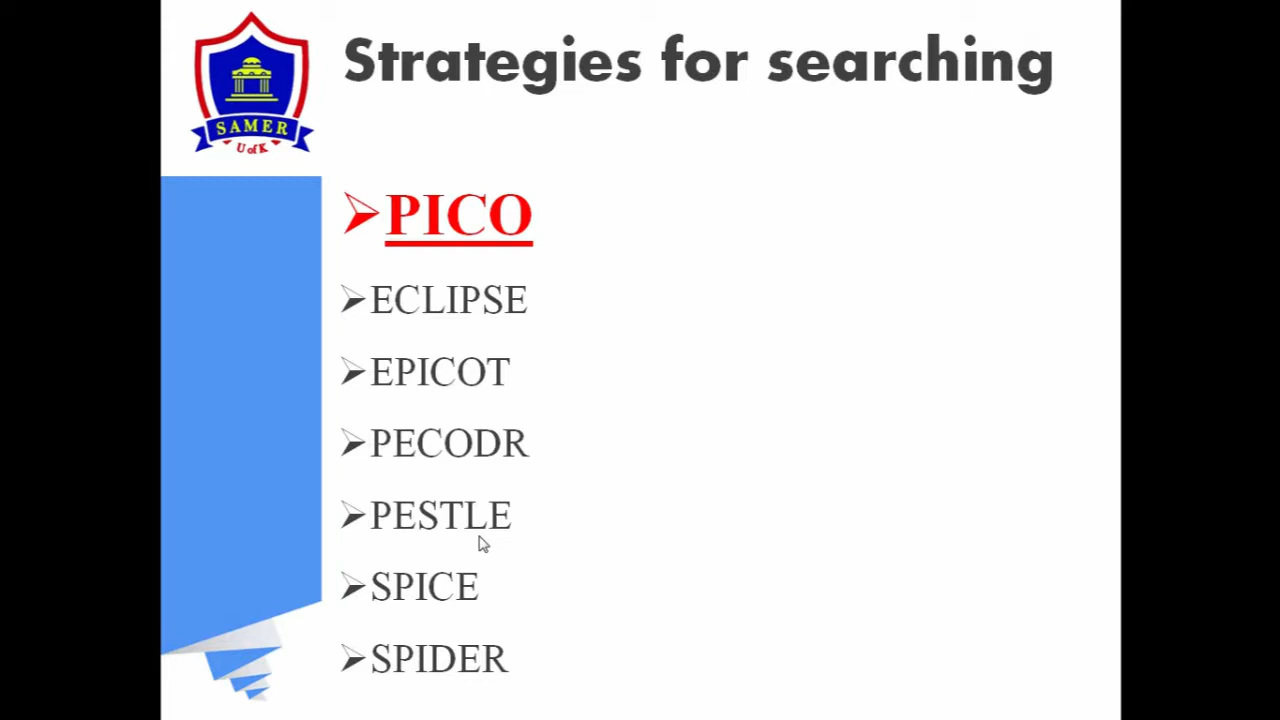 Strategies for searching
SAMER
U of K
PICO
ECLIPSE
EPICOT
PECODR
PESTLE
SPICE
SPIDER